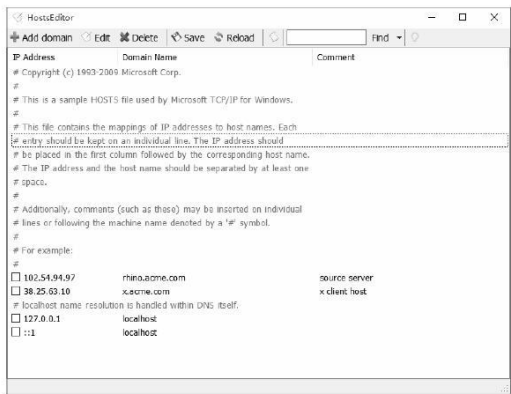 HostsEditor
Add domain Edit Delete Save Reload Find
IP Address Domain Name Comment
# Copyright (c) 1993-2009 Microsoft Corp.
#
# This is a sample HOSTS file used by Microsoft TCP/IP for Windows.
#
# This file contains the mappings of IP addresses to host names. Each
# entry should be kept on an individual line. The IP address should
# be placed in the first column followed by the corresponding host name.
# The IP address and the host name should be separated by at least one
# space.
#
# Additionally, comments (such as these) may be inserted on individual
# lines or following the machine name denoted by a '#' symbol.
#
# For example:
#
102.54.94.97 rhino.acme.com source server
38.25.63.10 x.acme.com x client host
# localhost name resolution is handled within DNS itself.
127.0.0.1 localhost
::1 localhost